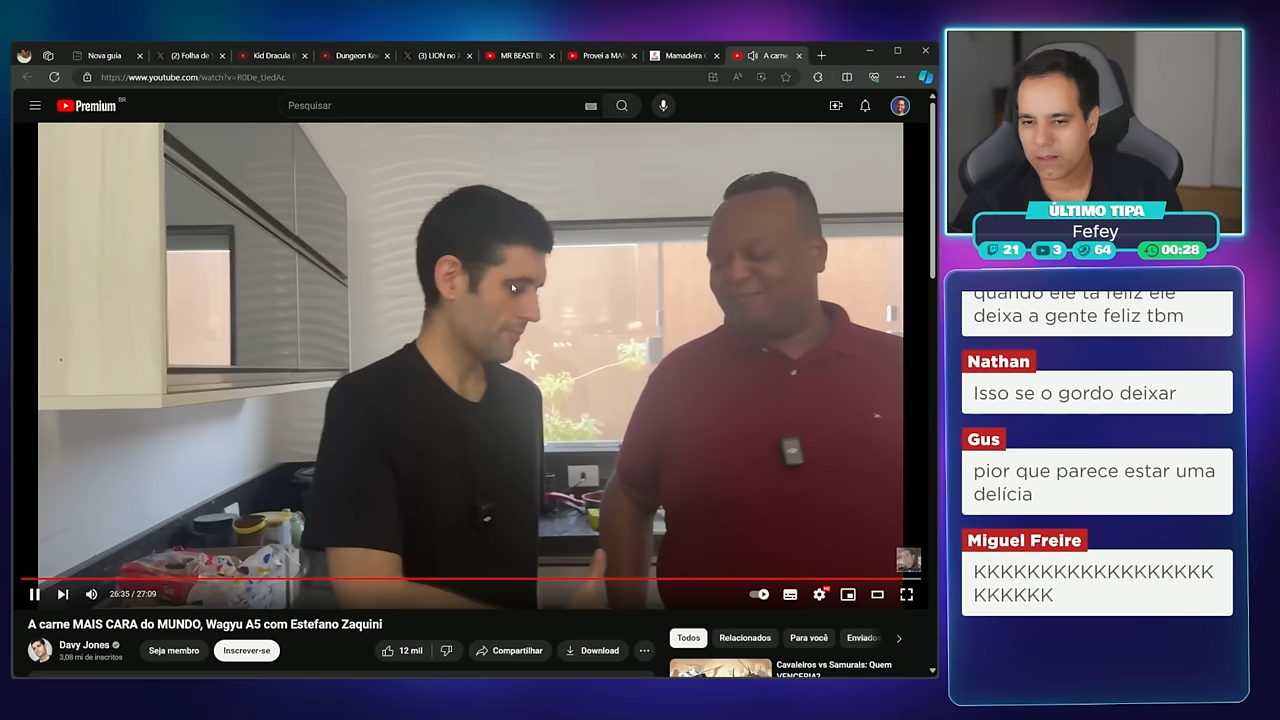 Nova guia
(2) Folha de
Kid Dracula
Dungeon Ke
(3) LION no
MR BEAST
Provei a MA
Mamadeira
A carne
https://www.youtube.com/watch?v=R0De_UedAc
Premium BR
Pesquisar
26:35 / 27:09
A carne MAIS CARA do MUNDO, Wagyu A5 com Estefano Zaquini
Davy Jones
3,08 mi de inscritos
Seja membro
Inscrever-se
12 mil
Compartilhar
Download
Todos
Relacionados
Para você
Enviados
Cavaleiros vs Samurais: Quem
VENCERIA?
ÚLTIMO TIPA
Fefey
21
3
64
00:28
quando ele tá feliz ele
deixa a gente feliz tbm
Nathan
Isso se o gordo deixar
Gus
pior que parece estar uma
delícia
Miguel Freire
KKKKKKKKKKKKKKKKKK
KKKKKK